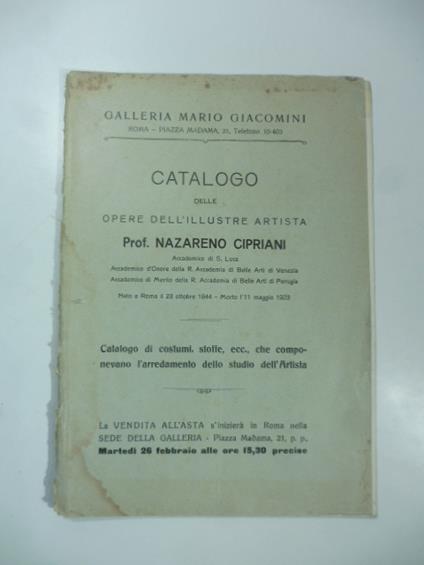 GALLERIA MARIO GIACOMINI
ROMA - PIAZZA MADAMA, 21, Telefono 10-403
CATALOGO
DELLE
OPERE DELL'ILLUSTRE ARTISTA
Prof. NAZARENO CIPRIANI
Accademico di S. Luca
Accademico d'Onore della R. Accademia di Belle Arti di Venezia
Accademico di Merito della R. Accademia di Belle Arti di Perugia
Nato a Roma il 23 ottobre 1844 - Morto l'11 maggio 1923
Catalogo di costumi, stoffe, ecc., che compo-
nevano l'arredamento dello studio dell'Artista
La VENDITA ALL'ASTA s'inizierà in Roma nella
SEDE DELLA GALLERIA - Piazza Madama, 21, p. p.
Martedì 26 febbraio alle ore 15,30 precise